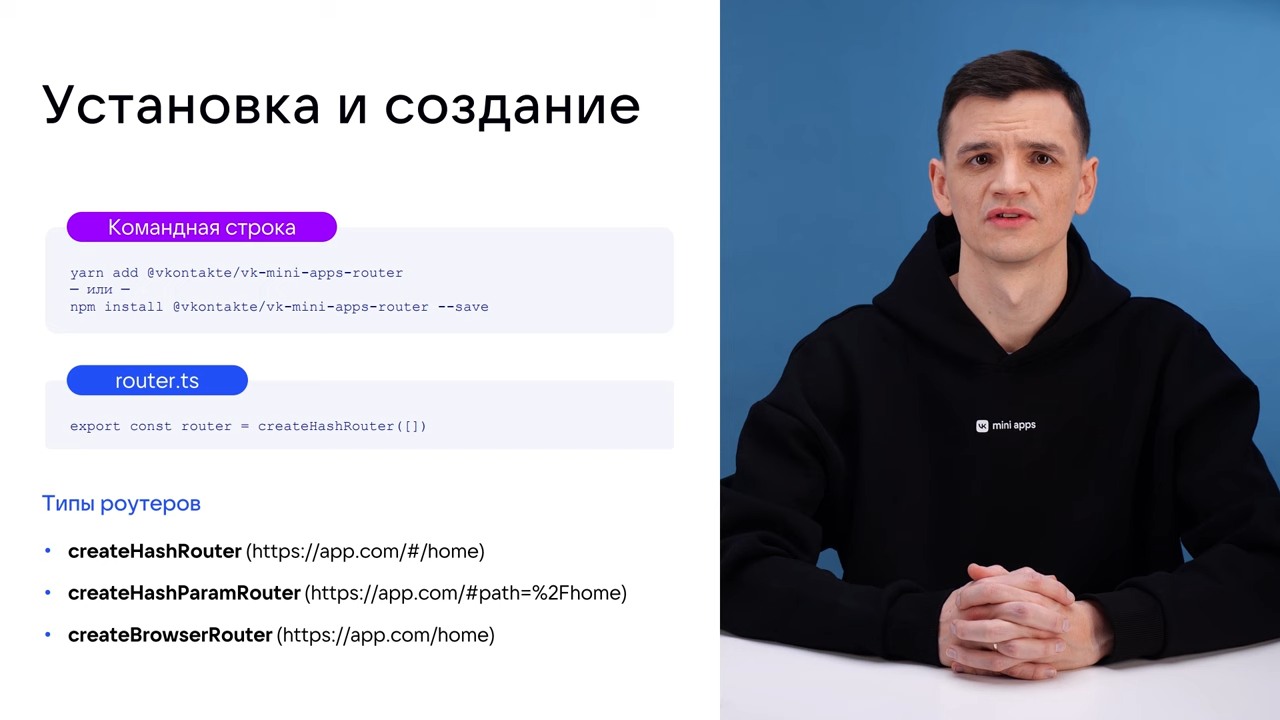 Установка и создание
Командная строка
yarn add @vkontakte/vk-mini-apps-router
— или —
npm install @vkontakte/vk-mini-apps-router --save
router.ts
export const router = createHashRouter([])
Типы роутеров
• createHashRouter (https://app.com/#/home)
• createHashParamRouter (https://app.com/#path=%2Fhome)
• createBrowserRouter (https://app.com/home)
mini apps